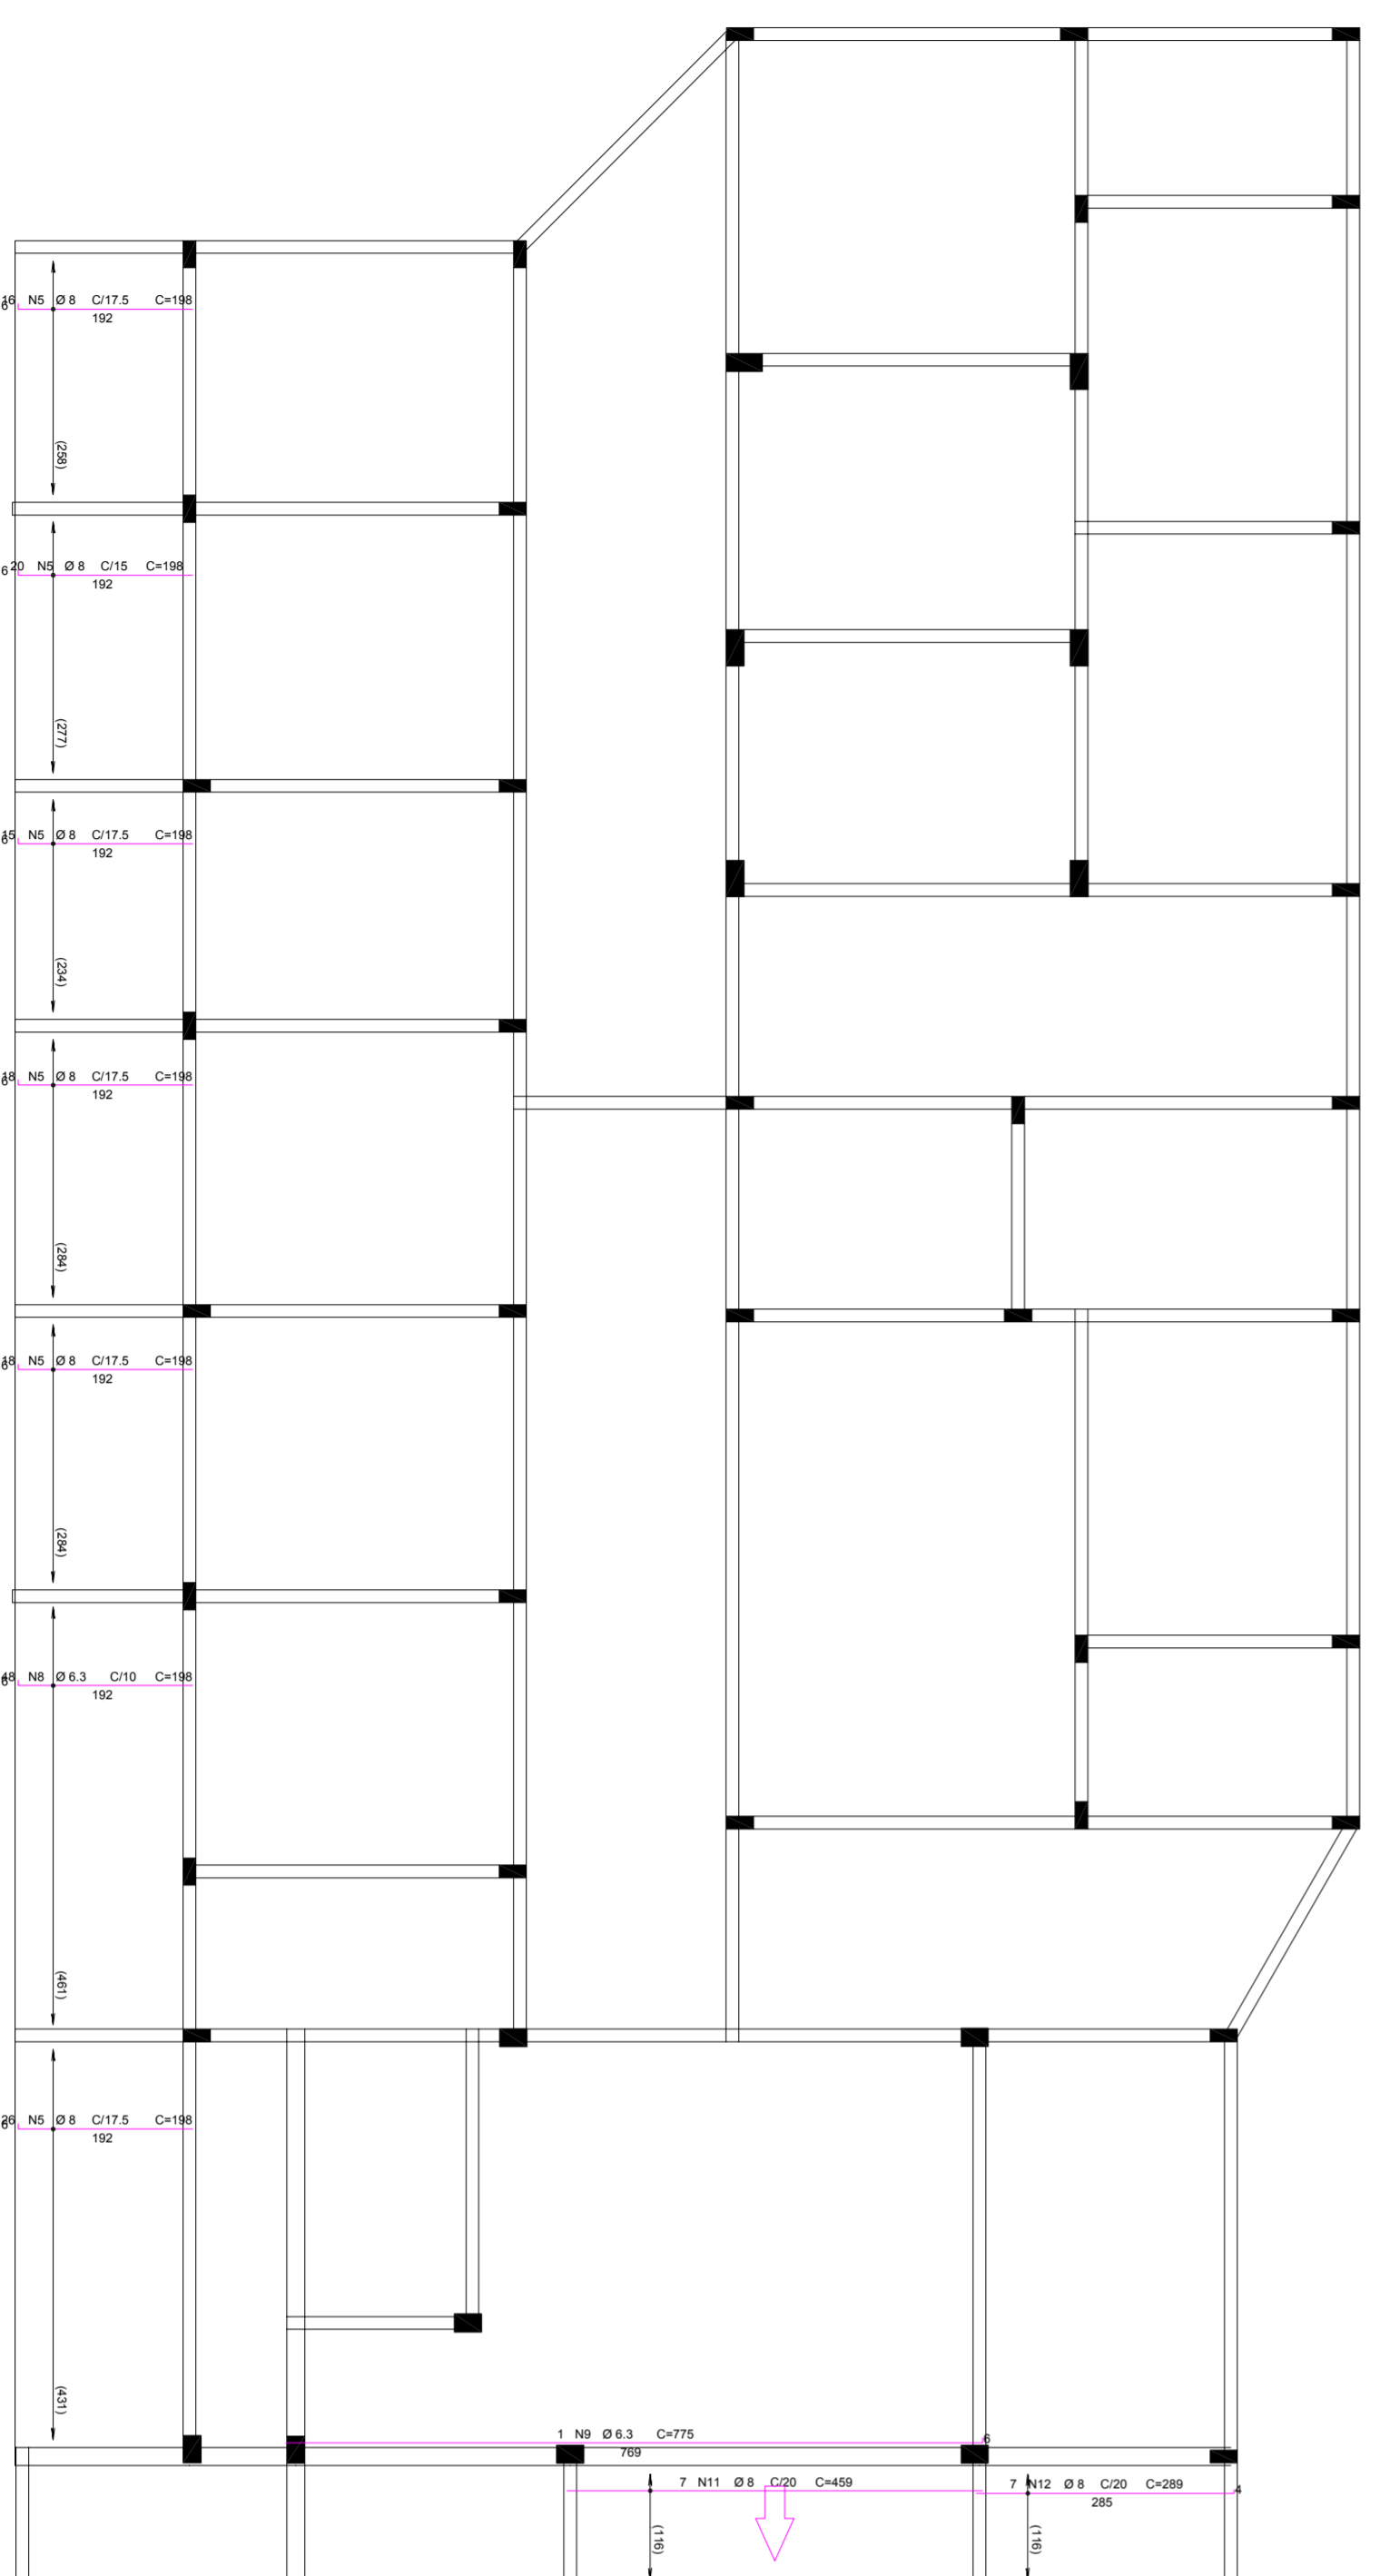 16 N5 Ø 8 C/17.5 C=198
6
192
(258)
20 N5 Ø 8 C/15 C=198
6
192
(277)
15 N5 Ø 8 C/17.5 C=198
6
192
(234)
18 N5 Ø 8 C/17.5 C=198
6
192
(284)
18 N5 Ø 8 C/17.5 C=198
6
192
(284)
48 N8 Ø 6.3 C/10 C=198
6
192
(461)
26 N5 Ø 8 C/17.5 C=198
6
192
(431)
1 N9 Ø 6.3 C=775
6
769
7 N11 Ø 8 C/20 C=459
(116)
7 N12 Ø 8 C/20 C=289
4
285
(116)